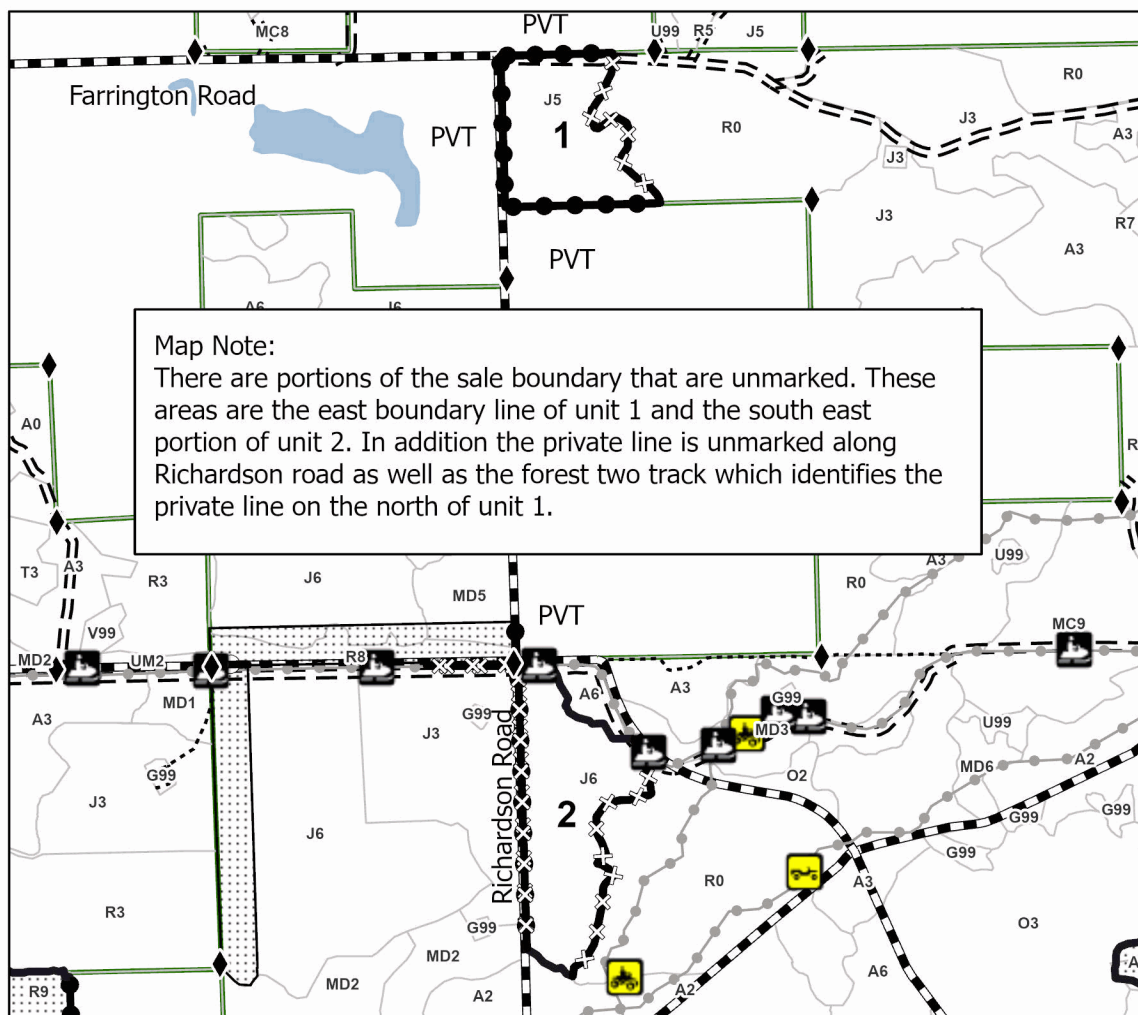 PVT
MC8
U99
R5
J5
R0
Farrington Road
J5
PVT
1
R0
J3
A3
J3
J3
R7
A3
PVT
Map Note:
There are portions of the sale boundary that are unmarked. These
areas are the east boundary line of unit 1 and the south east
portion of unit 2. In addition the private line is unmarked along
Richardson road as well as the forest two track which identifies the
private line on the north of unit 1.
A0
T3
A3
R3
J6
MD5
PVT
R0
A3
U99
V99
MD2
UM2
R8
MC9
MD1
A3
J3
G99
A6
A3
G99
MD3
U99
G99
J3
J6
Richardson Road
J6
2
O2
MD6
A2
G99
G99
G99
R3
G99
R0
A3
O3
MD2
MD2
A2
A2
A6
R9